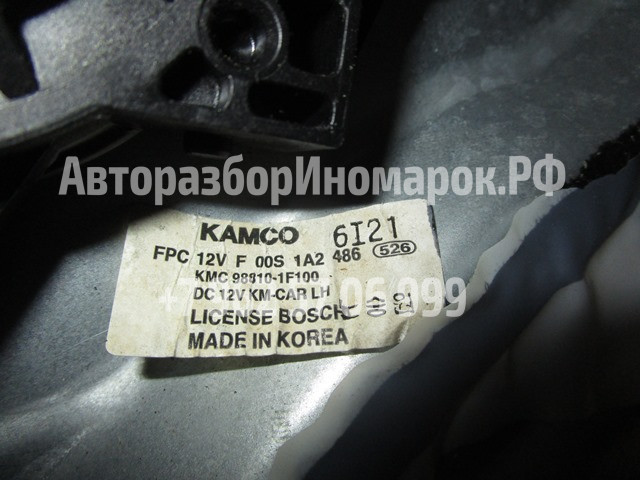 АвторазборИномарок.РФ
KAMCO 6I21
FPC 12V F 00S 1A2 486 526
KMC 98810-1F100
DC 12V KM-CAR LH
LICENSE BOSCH
MADE IN KOREA